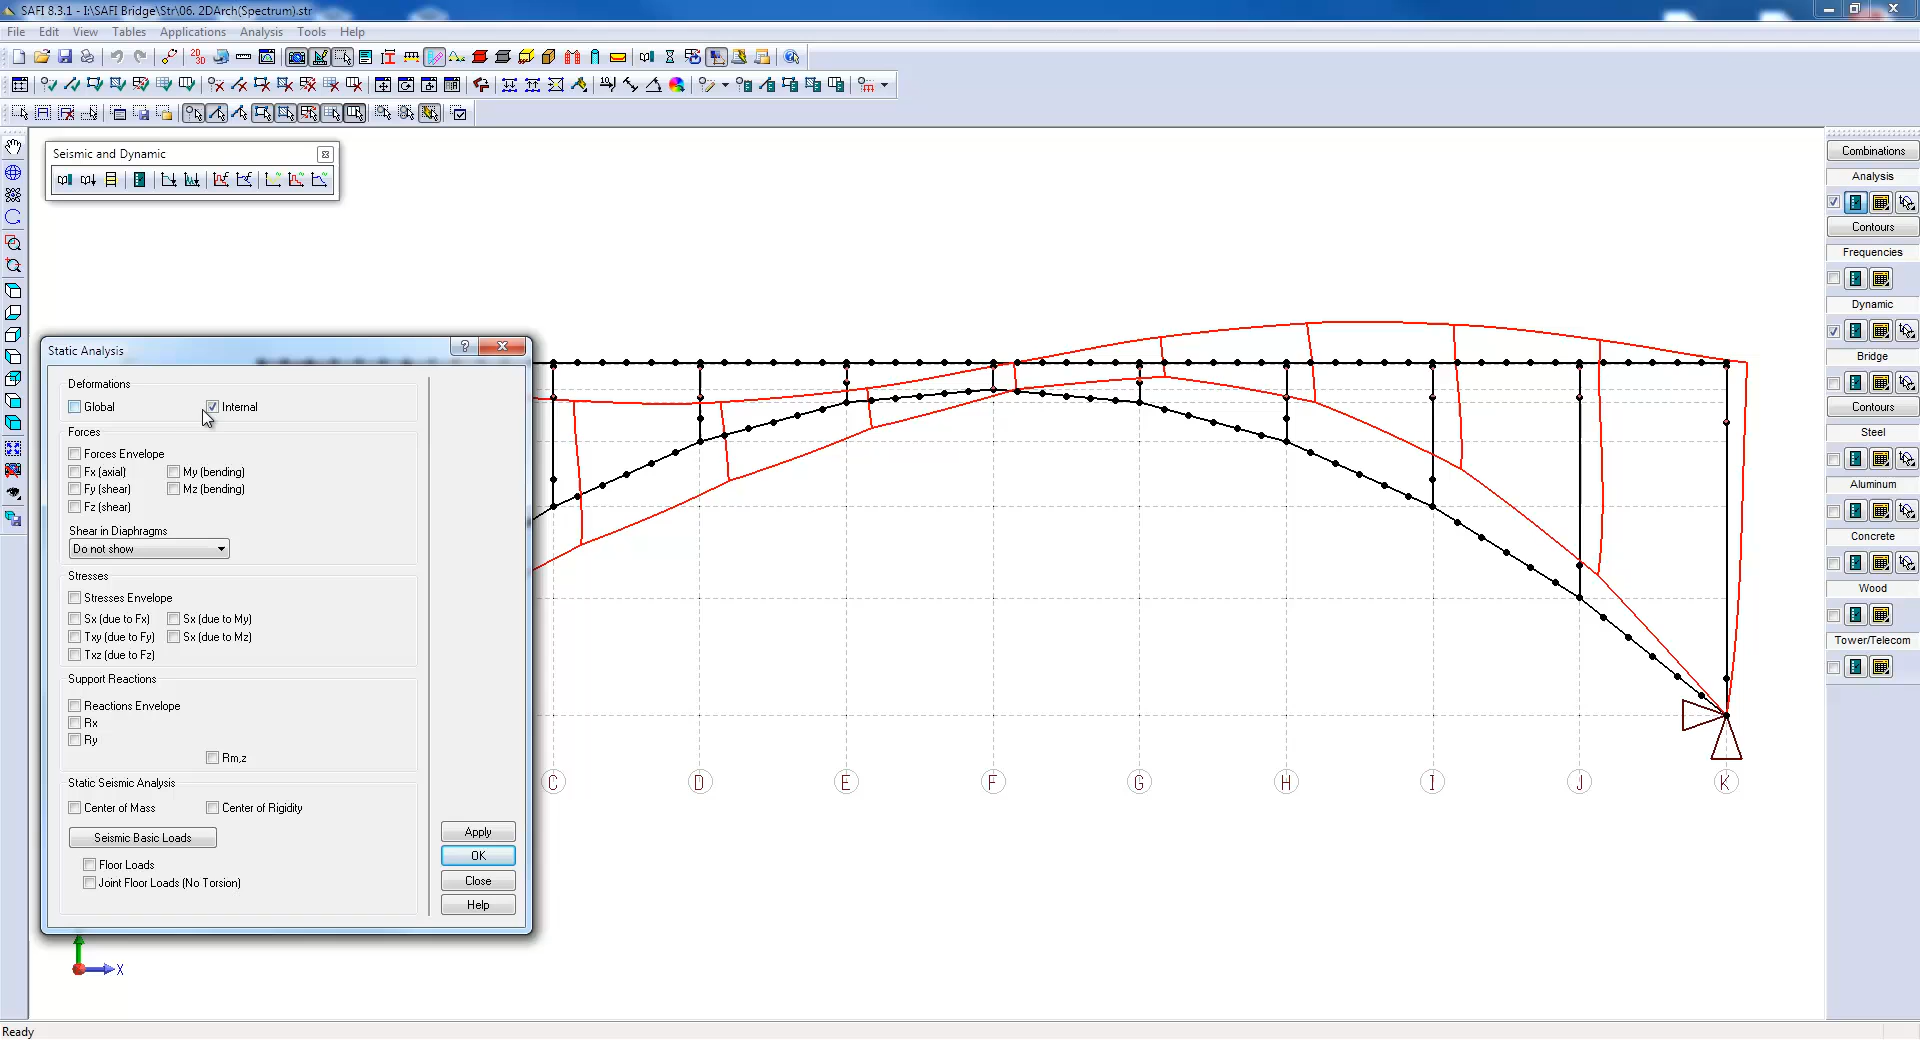 SAFI 8.3.1 - I:\SAFI Bridge\Str\06. 2DArch(Spectrum).str
File Edit View Tables Applications Analysis Tools Help
Seismic and Dynamic
Static Analysis
Deformations
Global Internal
Forces
Forces Envelope
Fx (axial) My (bending)
Fy (shear) Mz (bending)
Fz (shear)
Shear in Diaphragms
Do not show
Stresses
Stresses Envelope
Sx (due to Fx) Sx (due to My)
Txy (due to Fy) Sx (due to Mz)
Txz (due to Fz)
Support Reactions
Reactions Envelope
Rx
Ry
Rm,z
Static Seismic Analysis
Center of Mass Center of Rigidity
Seismic Basic Loads
Floor Loads
Joint Floor Loads (No Torsion)
Apply
OK
Close
Help
C D E F G H I J K
X
Combinations
Analysis
Contours
Frequencies
Dynamic
Bridge
Contours
Steel
Aluminum
Concrete
Wood
Tower/Telecom
Ready